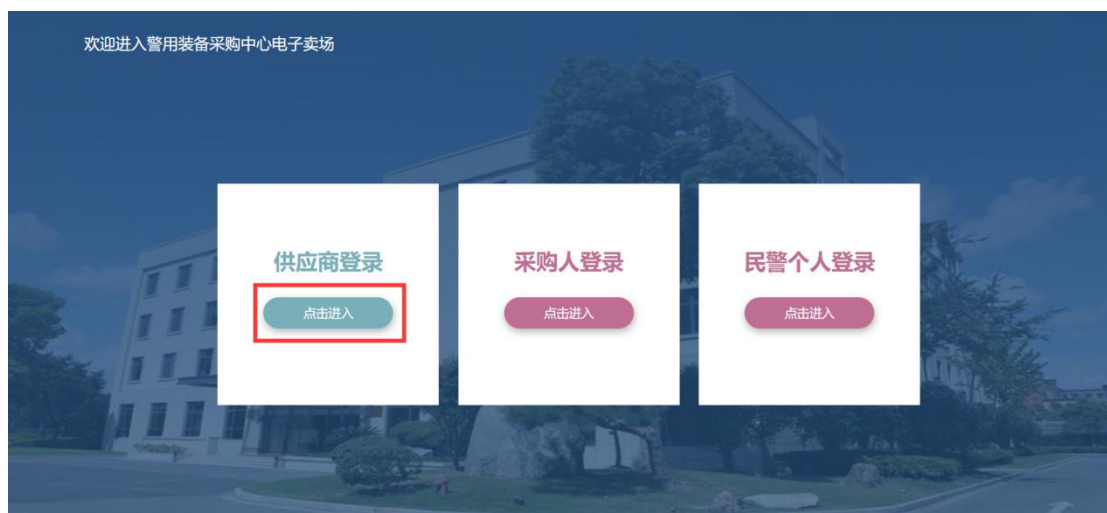 欢迎进入警用装备采购中心电子卖场
供应商登录
采购人登录
民警个人登录
点击进入
点击进入
点击进入